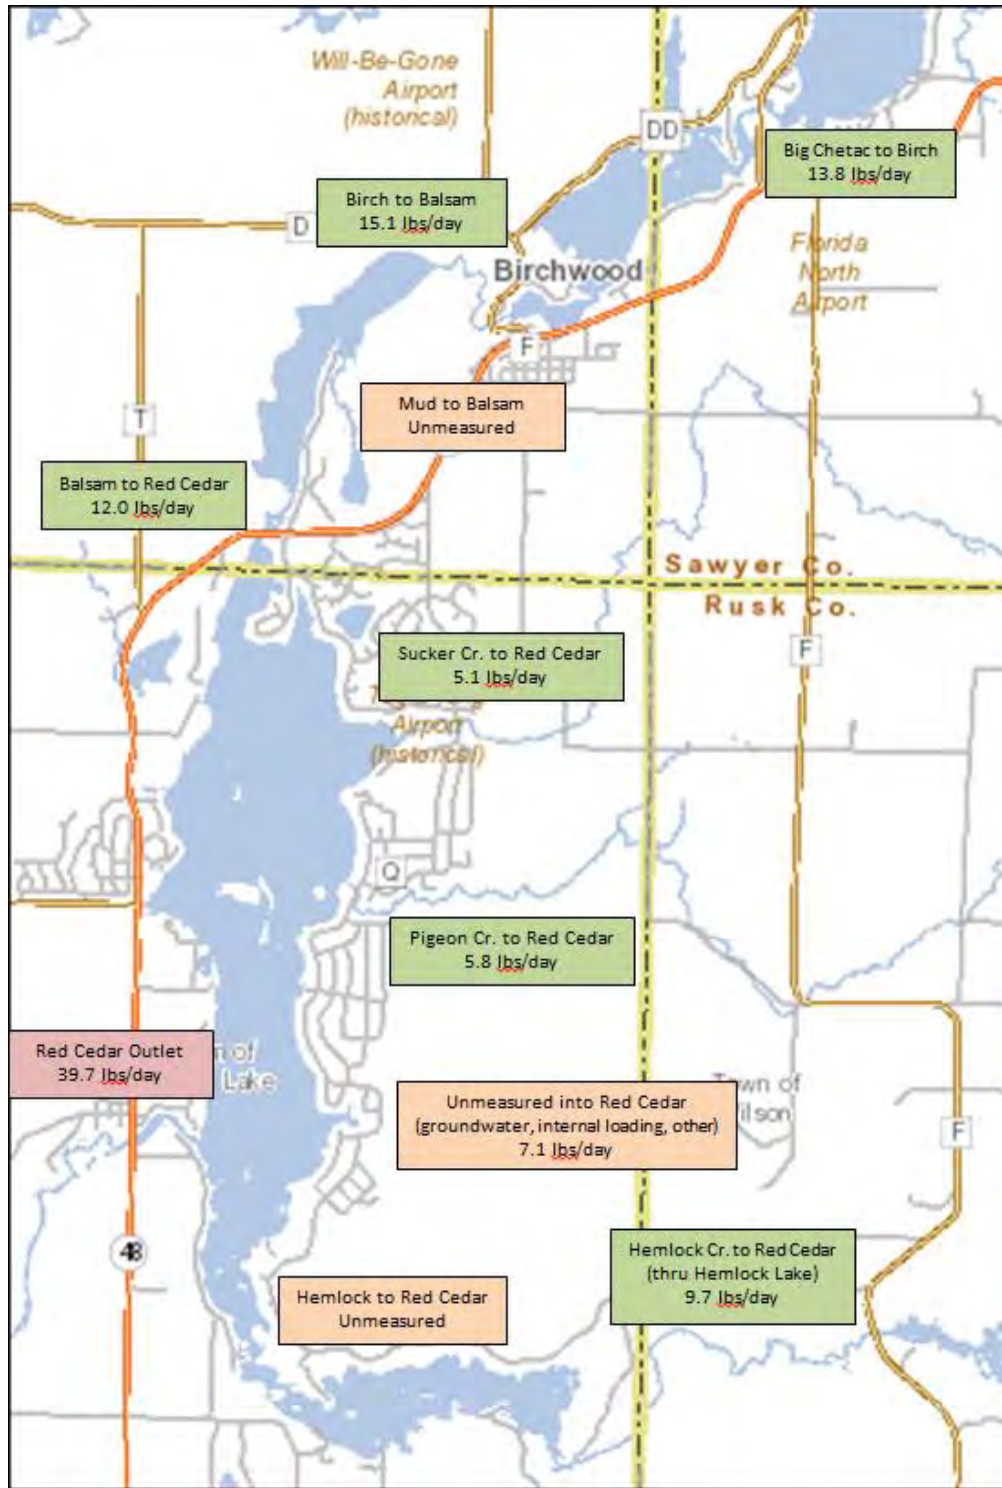 Will-Be-Gone
Airport
(historical)
DD
Big Chetac to Birch
13.8 lbs/day
Birch to Balsam
15.1 lbs/day
D
Florida
North
Airport
Birchwood
F
Mud to Balsam
Unmeasured
T
Balsam to Red Cedar
12.0 lbs/day
Sawyer Co.
Rusk Co.
Sucker Cr. to Red Cedar
5.1 lbs/day
F
Airport
(historical)
Q
Pigeon Cr. to Red Cedar
5.8 lbs/day
Red Cedar Outlet
39.7 lbs/day
of
Lake
Unmeasured into Red Cedar
(groundwater, internal loading, other)
7.1 lbs/day
Town of
ilson
F
48
Hemlock Cr. to Red Cedar
(thru Hemlock Lake)
9.7 lbs/day
Hemlock to Red Cedar
Unmeasured